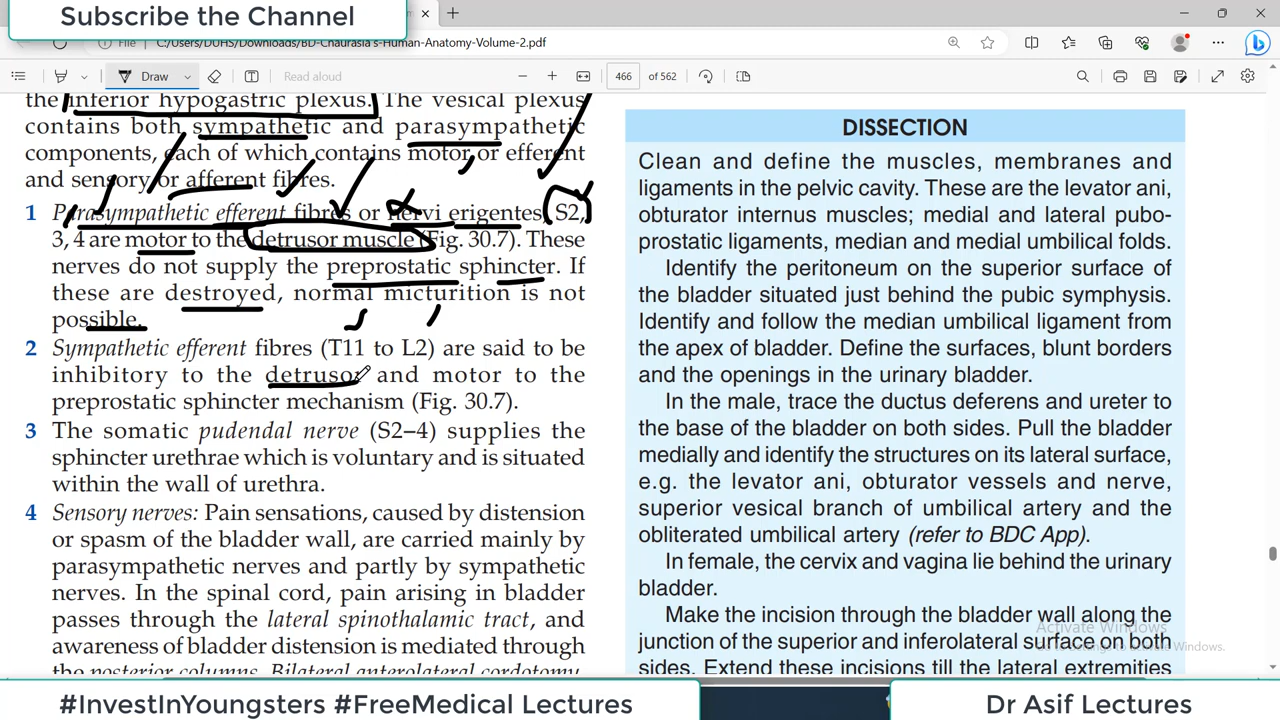 Subscribe the Channel
File
C:/Users/DUHS/Downloads/BD-Chaurasia's-Human-Anatomy-Volume-2.pdf
Draw
Read aloud
466
of 562
the inferior hypogastric plexus. The vesical plexus
contains both sympathetic and parasympathetic
components, each of which contains motor or efferent
and sensory or afferent fibres.
1 Parasympathetic efferent fibres or nervi erigentes, S2,
3, 4 are motor to the detrusor muscle (Fig. 30.7). These
nerves do not supply the preprostatic sphincter. If
these are destroyed, normal micturition is not
possible.
2 Sympathetic efferent fibres (T11 to L2) are said to be
inhibitory to the detrusor and motor to the
preprostatic sphincter mechanism (Fig. 30.7).
3 The somatic pudendal nerve (S2–4) supplies the
sphincter urethrae which is voluntary and is situated
within the wall of urethra.
4 Sensory nerves: Pain sensations, caused by distension
or spasm of the bladder wall, are carried mainly by
parasympathetic nerves and partly by sympathetic
nerves. In the spinal cord, pain arising in bladder
passes through the lateral spinothalamic tract, and
awareness of bladder distension is mediated through
the posterior columns. Bilateral anterolateral cordotomy
DISSECTION
Clean and define the muscles, membranes and
ligaments in the pelvic cavity. These are the levator ani,
obturator internus muscles; medial and lateral pubo-
prostatic ligaments, median and medial umbilical folds.
Identify the peritoneum on the superior surface of
the bladder situated just behind the pubic symphysis.
Identify and follow the median umbilical ligament from
the apex of bladder. Define the surfaces, blunt borders
and the openings in the urinary bladder.
In the male, trace the ductus deferens and ureter to
the base of the bladder on both sides. Pull the bladder
medially and identify the structures on its lateral surface,
e.g. the levator ani, obturator vessels and nerve,
superior vesical branch of umbilical artery and the
obliterated umbilical artery (refer to BDC App).
In female, the cervix and vagina lie behind the urinary
bladder.
Make the incision through the bladder wall along the
junction of the superior and inferolateral surfaces on both
sides. Extend these incisions till the lateral extremities
Activate Windows
Go to Settings to activate Windows.
#InvestInYoungsters #FreeMedical Lectures
Dr Asif Lectures